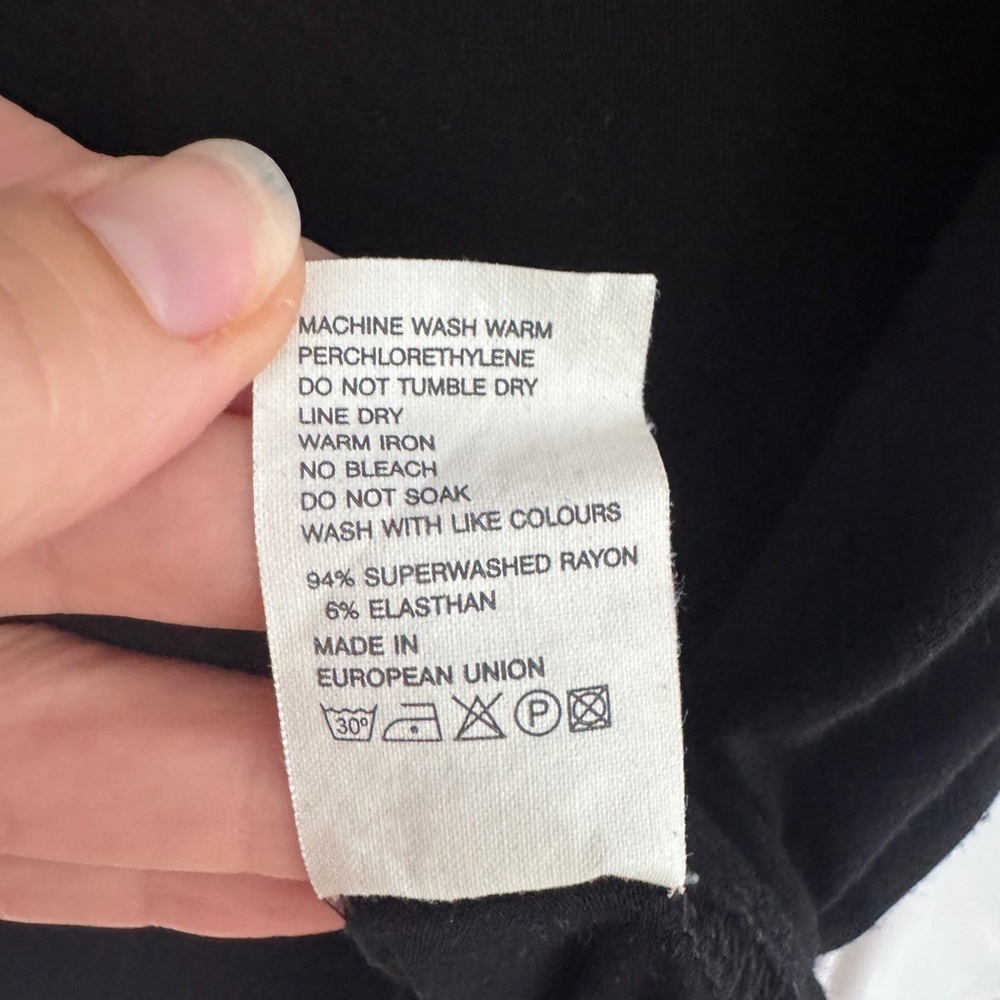 MACHINE WASH WARM
PERCHLORETHYLENE
DO NOT TUMBLE DRY
LINE DRY
WARM IRON
NO BLEACH
DO NOT SOAK
WASH WITH LIKE COLOURS
94% SUPERWASHED RAYON
6% ELASTHAN
MADE IN
EUROPEAN UNION
30° P